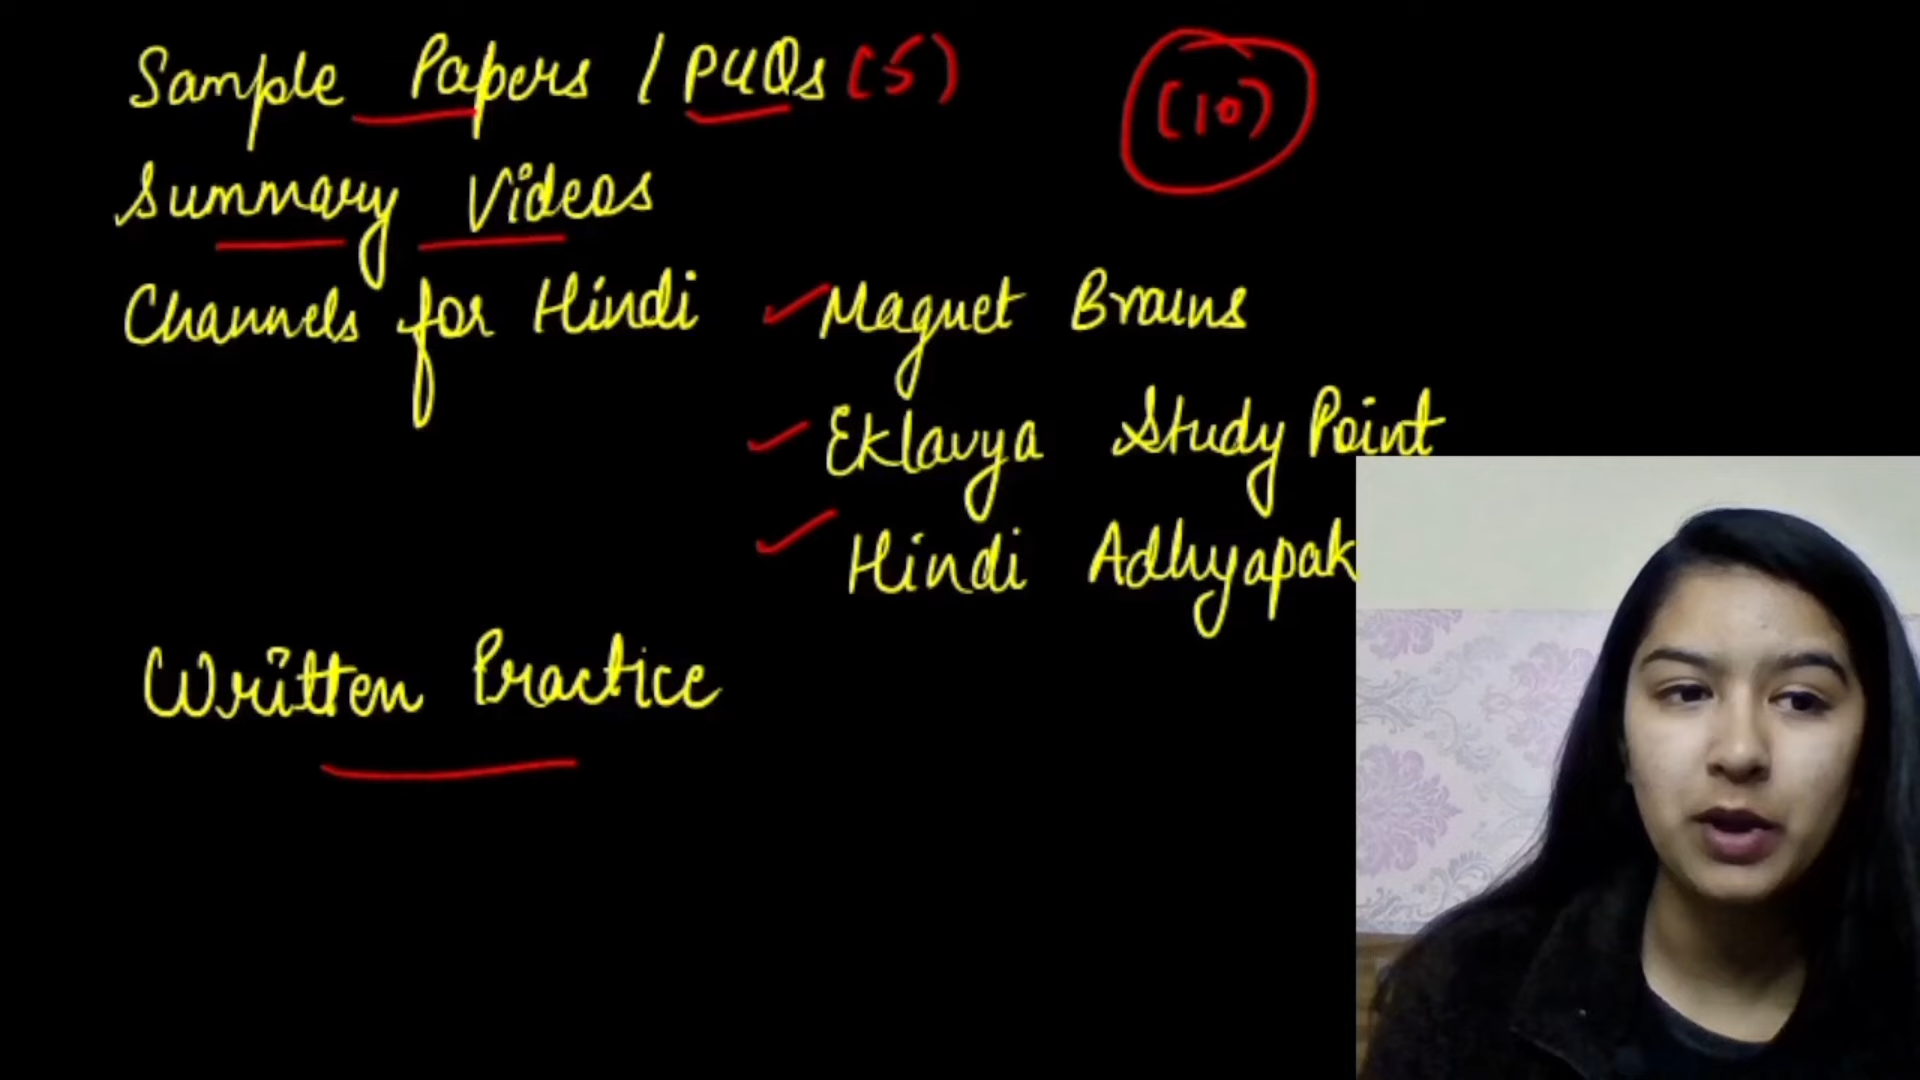 Sample Papers / PYQs (5) (10)
Summary Videos
Channels for Hindi Magnet Brains
Eklavya Study Point
Hindi Adhyapak
Written Practice